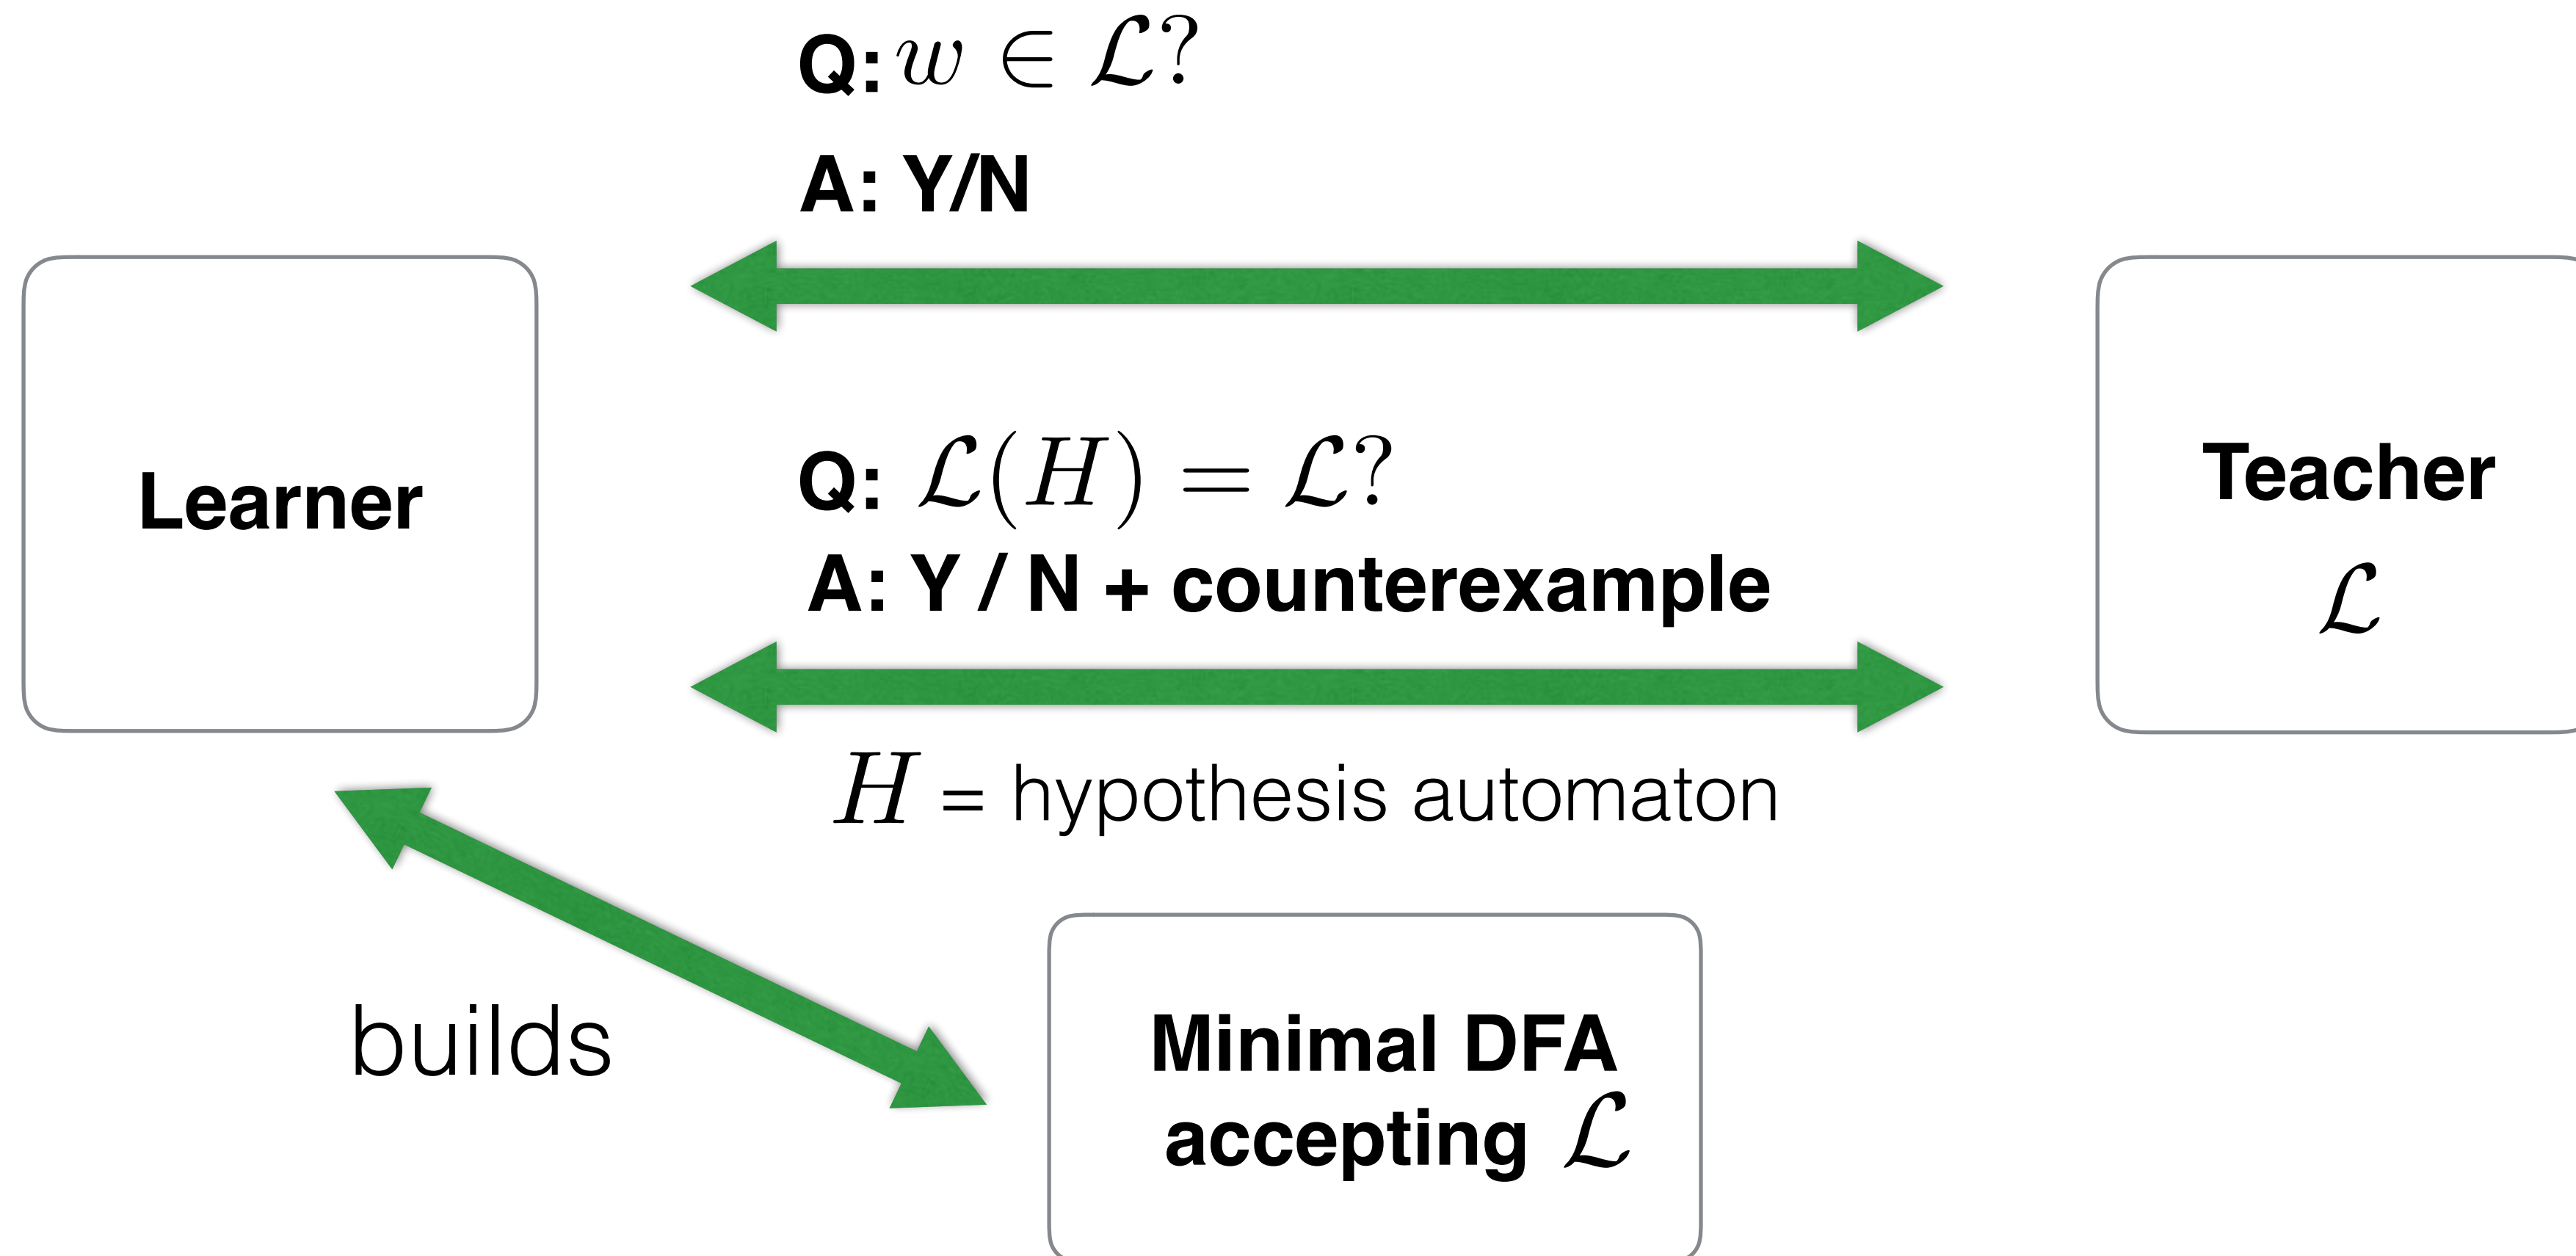 Q: w ∈ ℒ?
A: Y/N
Learner
Q: ℒ(H) = ℒ?
A: Y / N + counterexample
Teacher
ℒ
H = hypothesis automaton
builds
Minimal DFA
accepting ℒ